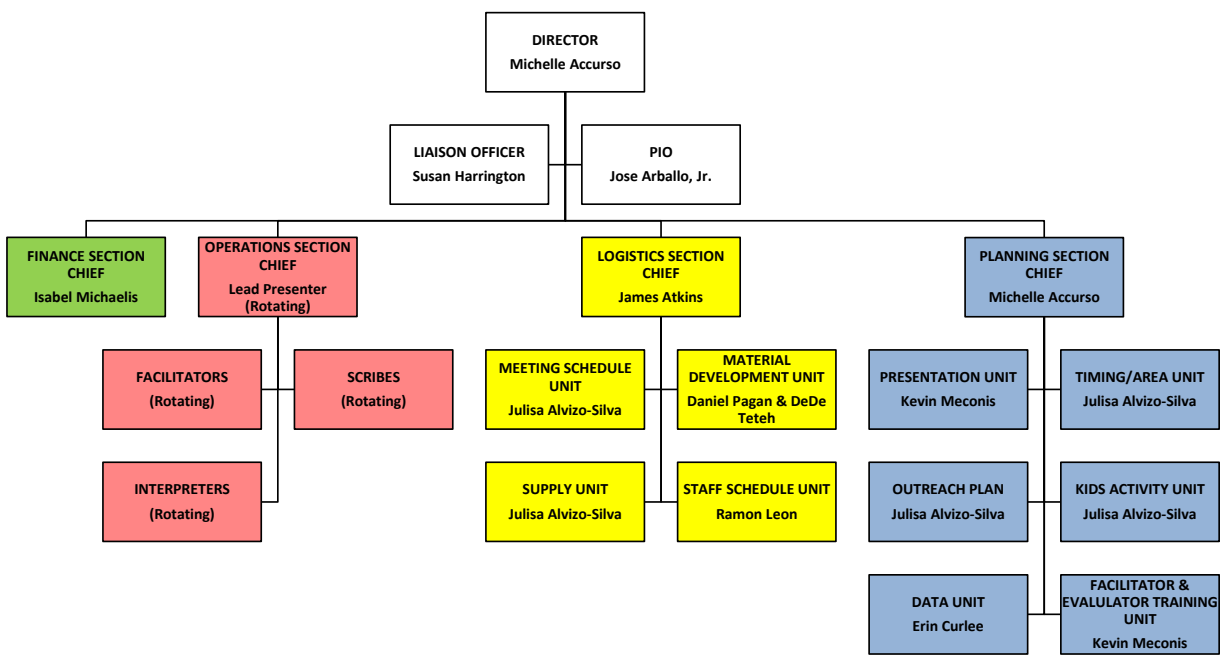 DIRECTOR
Michelle Accurso
LIAISON OFFICER
Susan Harrington
PIO
Jose Arballo, Jr.
FINANCE SECTION
CHIEF
Isabel Michaelis
OPERATIONS SECTION
CHIEF
Lead Presenter
(Rotating)
LOGISTICS SECTION
CHIEF
James Atkins
PLANNING SECTION
CHIEF
Michelle Accurso
FACILITATORS
(Rotating)
SCRIBES
(Rotating)
MEETING SCHEDULE
UNIT
Julisa Alvizo-Silva
MATERIAL
DEVELOPMENT UNIT
Daniel Pagan & DeDe
Teteh
PRESENTATION UNIT
Kevin Meconis
TIMING/AREA UNIT
Julisa Alvizo-Silva
INTERPRETERS
(Rotating)
SUPPLY UNIT
Julisa Alvizo-Silva
STAFF SCHEDULE UNIT
Ramon Leon
OUTREACH PLAN
Julisa Alvizo-Silva
KIDS ACTIVITY UNIT
Julisa Alvizo-Silva
DATA UNIT
Erin Curlee
FACILITATOR &
EVALULATOR TRAINING
UNIT
Kevin Meconis